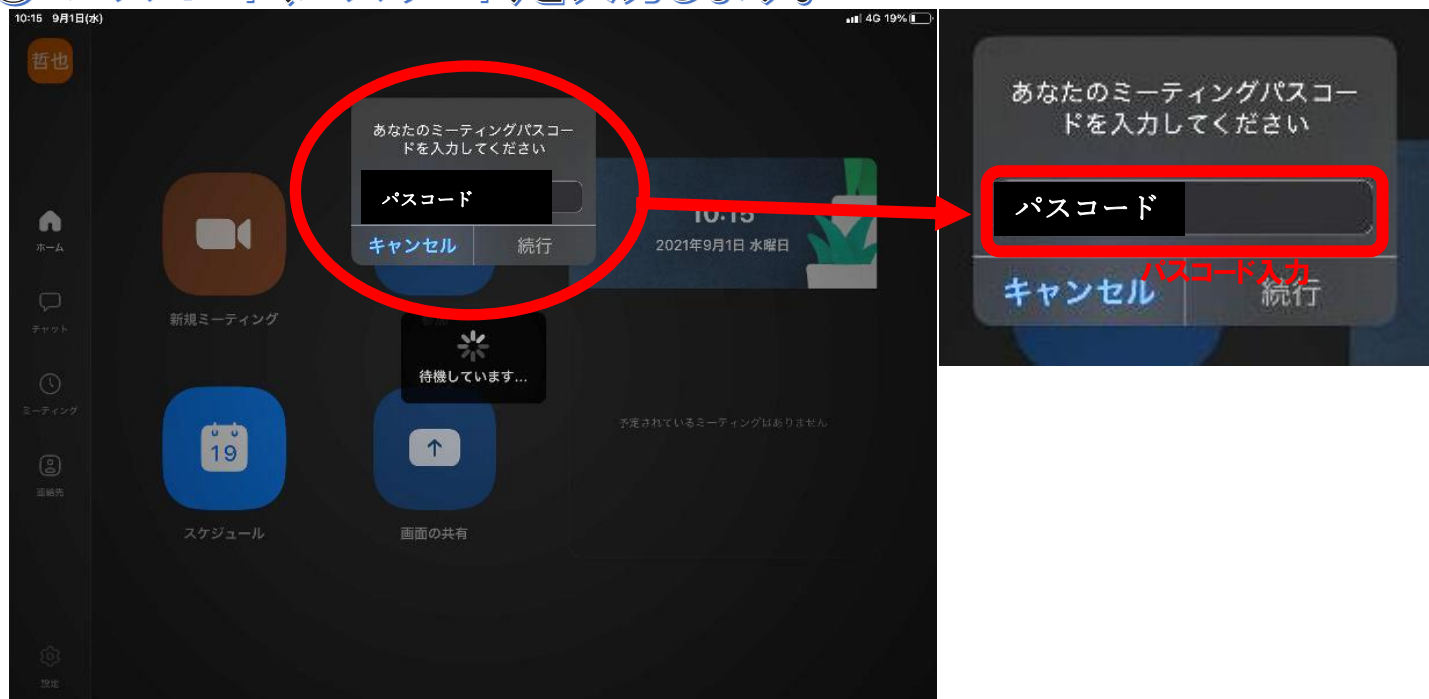 10:15 9月1日(水)
4G 19%
哲也
あなたのミーティングパスコー
ドを入力してください
パスコード
キャンセル 続行
10:15
2021年9月1日 水曜日
ホーム
チャット
ミーティング
連絡先
設定
新規ミーティング
待機しています...
19
スケジュール
画面の共有
予定されているミーティングはありません
あなたのミーティングパスコー
ドを入力してください
パスコード
パスコード入力
キャンセル 続行